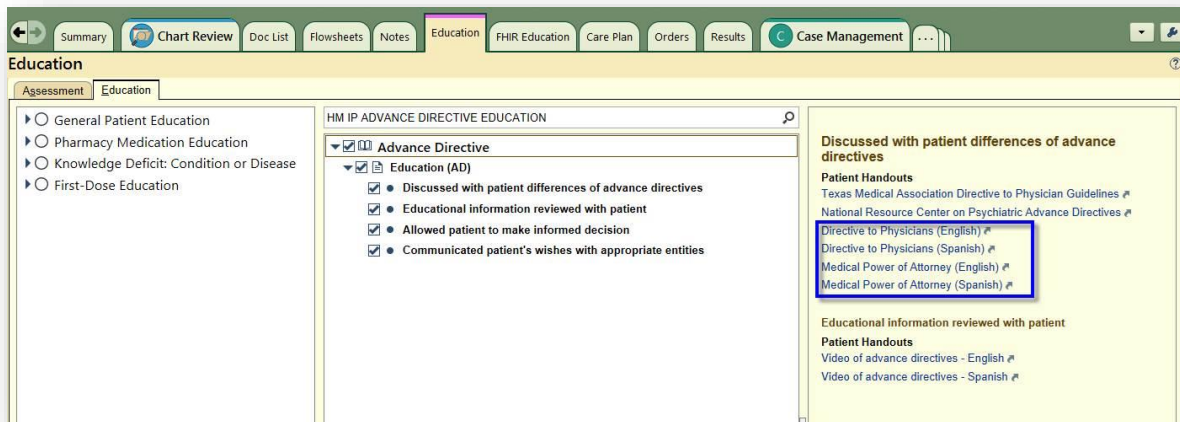 Summary
Chart Review
Doc List
Flowsheets
Notes
Education
FHIR Education
Care Plan
Orders
Results
C Case Management
...
Education
?
Assessment
Education
General Patient Education
Pharmacy Medication Education
Knowledge Deficit: Condition or Disease
First-Dose Education
HM IP ADVANCE DIRECTIVE EDUCATION
Advance Directive
Education (AD)
Discussed with patient differences of advance directives
Educational information reviewed with patient
Allowed patient to make informed decision
Communicated patient's wishes with appropriate entities
Discussed with patient differences of advance
directives
Patient Handouts
Texas Medical Association Directive to Physician Guidelines
National Resource Center on Psychiatric Advance Directives
Directive to Physicians (English)
Directive to Physicians (Spanish)
Medical Power of Attorney (English)
Medical Power of Attorney (Spanish)
Educational information reviewed with patient
Patient Handouts
Video of advance directives - English
Video of advance directives - Spanish